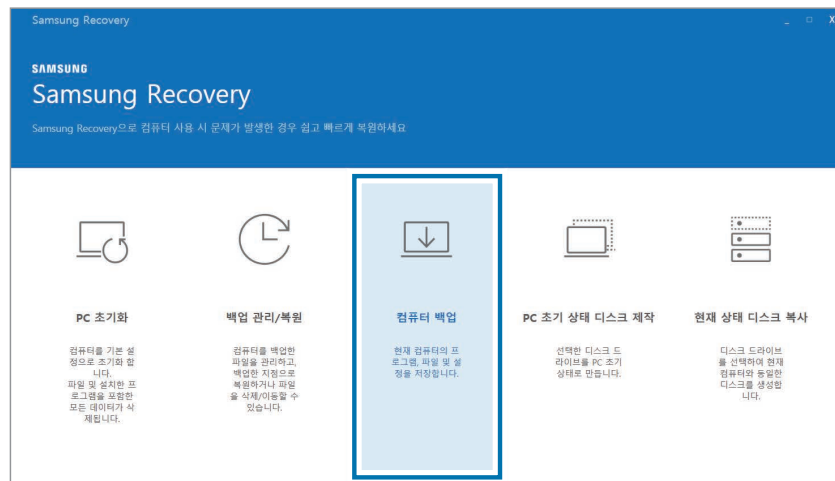 Samsung Recovery
_ □ X
SAMSUNG
Samsung Recovery
Samsung Recovery으로 컴퓨터 사용 시 문제가 발생한 경우 쉽고 빠르게 복원하세요
PC 초기화
컴퓨터를 기본 설
정으로 초기화 합
니다.
파일 및 설치한 프
로그램을 포함한
모든 데이터가 삭
제됩니다.
백업 관리/복원
컴퓨터를 백업한
파일을 관리하고,
백업한 지점으로
복원하거나 파일
을 삭제/이동할 수
있습니다.
컴퓨터 백업
현재 컴퓨터의 프
로그램, 파일 및 설
정을 저장합니다.
PC 초기 상태 디스크 제작
선택한 디스크 드
라이브를 PC 초기
상태로 만듭니다.
현재 상태 디스크 복사
디스크 드라이브
를 선택하여 현재
컴퓨터와 동일한
디스크를 생성합
니다.